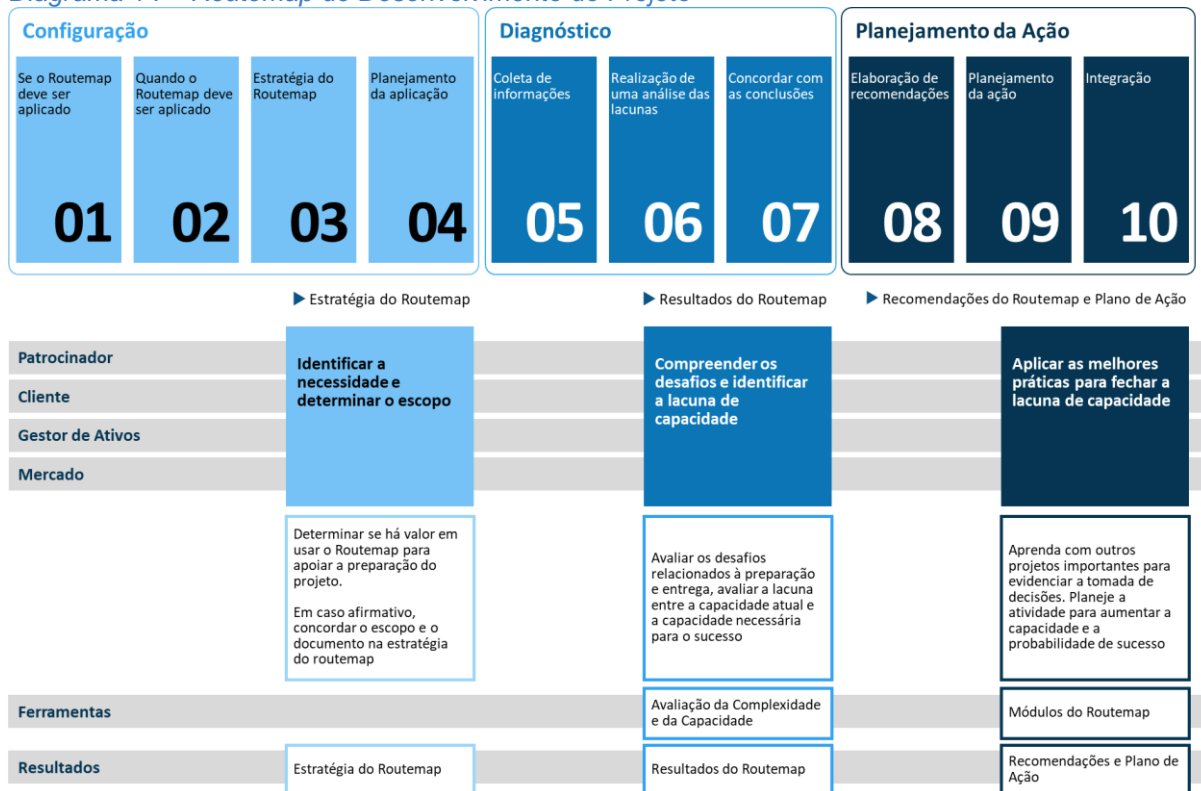 Configuração
Diagnóstico
Planejamento da Ação
Se o Routemap
deve ser
aplicado
01
Quando o
Routemap deve
ser aplicado
02
Estratégia do
Routemap
03
Planejamento
da aplicação
04
Coleta de
informações
05
Realização de
uma análise das
lacunas
06
Concordar com
as conclusões
07
Elaboração de
recomendações
08
Planejamento
da ação
09
Integração
10
Estratégia do Routemap
Resultados do Routemap
Recomendações do Routemap e Plano de Ação
Patrocinador
Cliente
Gestor de Ativos
Mercado
Identificar a
necessidade e
determinar o escopo
Compreender os
desafios e identificar
a lacuna de
capacidade
Aplicar as melhores
práticas para fechar a
lacuna de capacidade
Determinar se há valor em
usar o Routemap para
apoiar a preparação do
projeto.
Em caso afirmativo,
concordar o escopo e o
documento na estratégia
do routemap
Avaliar os desafios
relacionados à preparação
e entrega, avaliar a lacuna
entre a capacidade atual e
a capacidade necessária
para o sucesso
Aprenda com outros
projetos importantes para
evidenciar a tomada de
decisões. Planeje a
atividade para aumentar a
capacidade e a
probabilidade de sucesso
Ferramentas
Avaliação da Complexidade
e da Capacidade
Módulos do Routemap
Resultados
Estratégia do Routemap
Resultados do Routemap
Recomendações e Plano de
Ação